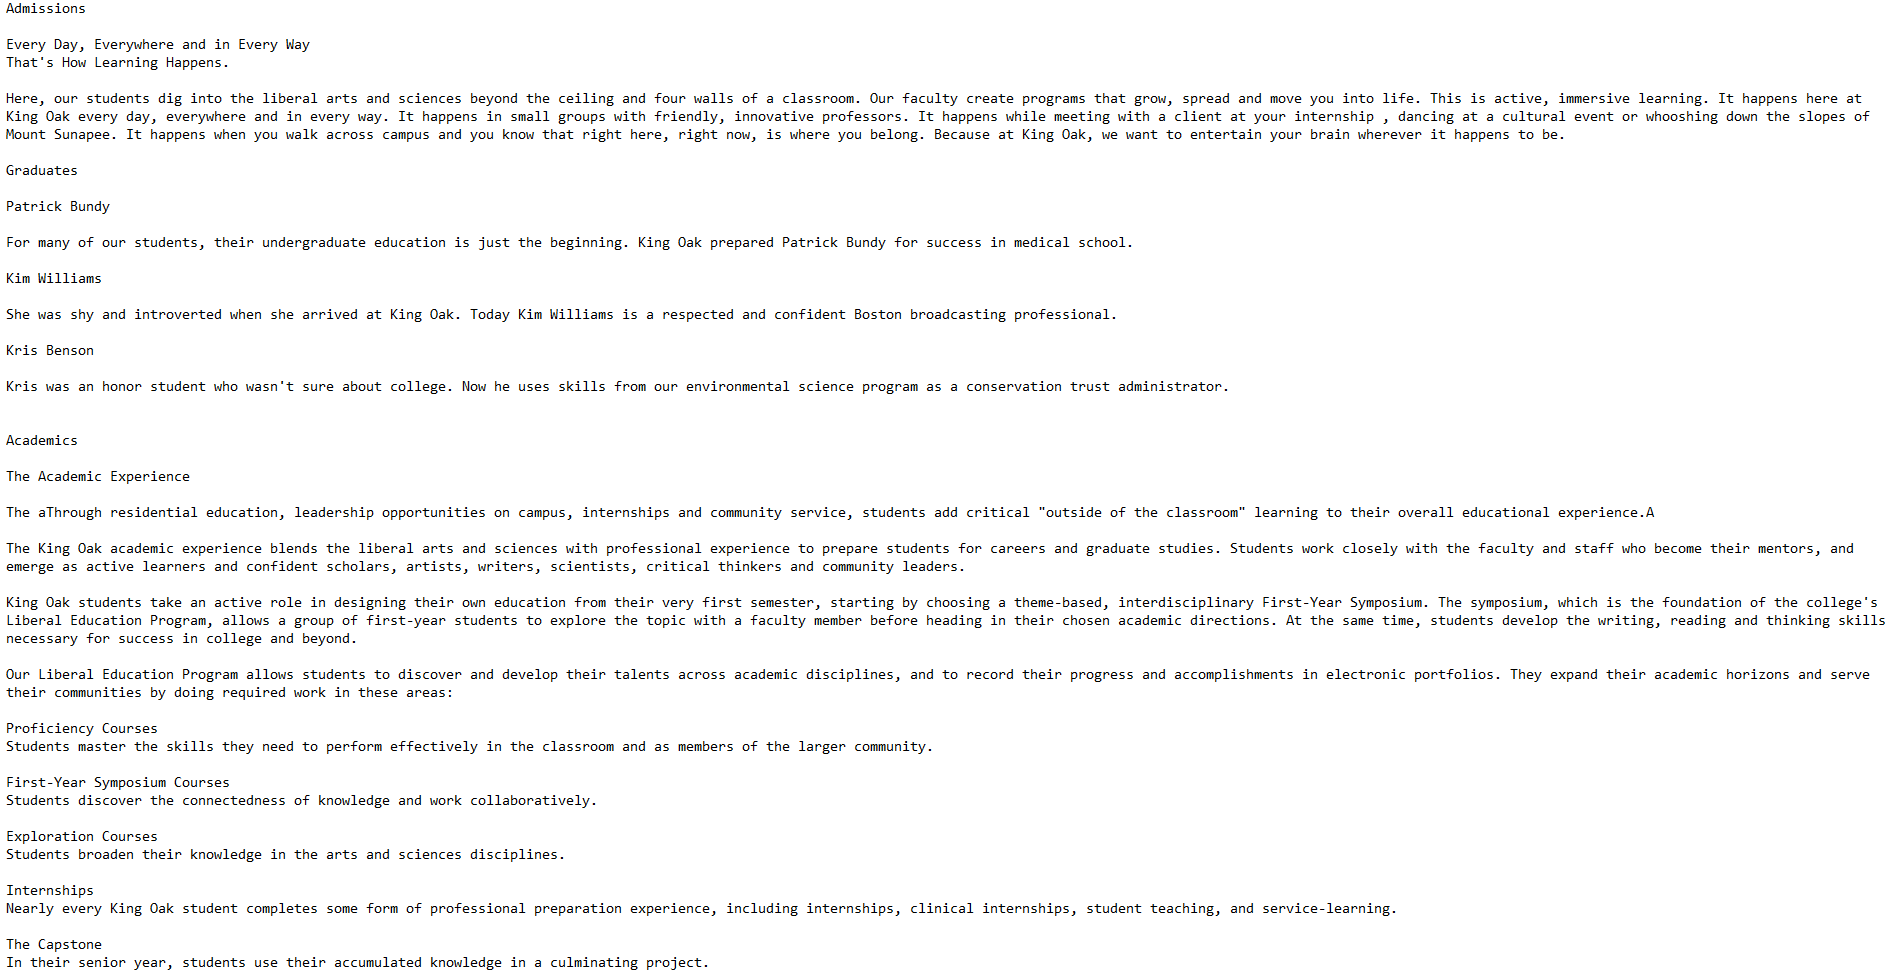 Admissions
Every Day, Everywhere and in Every Way
That's How Learning Happens.
Here, our students dig into the liberal arts and sciences beyond the ceiling and four walls of a classroom. Our faculty create programs that grow, spread and move you into life. This is active, immersive learning. It happens here at
King Oak every day, everywhere and in every way. It happens in small groups with friendly, innovative professors. It happens while meeting with a client at your internship , dancing at a cultural event or whooshing down the slopes of
Mount Sunapee. It happens when you walk across campus and you know that right here, right now, is where you belong. Because at King Oak, we want to entertain your brain wherever it happens to be.
Graduates
Patrick Bundy
For many of our students, their undergraduate education is just the beginning. King Oak prepared Patrick Bundy for success in medical school.
Kim Williams
She was shy and introverted when she arrived at King Oak. Today Kim Williams is a respected and confident Boston broadcasting professional.
Kris Benson
Kris was an honor student who wasn't sure about college. Now he uses skills from our environmental science program as a conservation trust administrator.
Academics
The Academic Experience
The aThrough residential education, leadership opportunities on campus, internships and community service, students add critical "outside of the classroom" learning to their overall educational experience.A
The King Oak academic experience blends the liberal arts and sciences with professional experience to prepare students for careers and graduate studies. Students work closely with the faculty and staff who become their mentors, and
emerge as active learners and confident scholars, artists, writers, scientists, critical thinkers and community leaders.
King Oak students take an active role in designing their own education from their very first semester, starting by choosing a theme-based, interdisciplinary First-Year Symposium. The symposium, which is the foundation of the college's
Liberal Education Program, allows a group of first-year students to explore the topic with a faculty member before heading in their chosen academic directions. At the same time, students develop the writing, reading and thinking skills
necessary for success in college and beyond.
Our Liberal Education Program allows students to discover and develop their talents across academic disciplines, and to record their progress and accomplishments in electronic portfolios. They expand their academic horizons and serve
their communities by doing required work in these areas:
Proficiency Courses
Students master the skills they need to perform effectively in the classroom and as members of the larger community.
First-Year Symposium Courses
Students discover the connectedness of knowledge and work collaboratively.
Exploration Courses
Students broaden their knowledge in the arts and sciences disciplines.
Internships
Nearly every King Oak student completes some form of professional preparation experience, including internships, clinical internships, student teaching, and service-learning.
The Capstone
In their senior year, students use their accumulated knowledge in a culminating project.